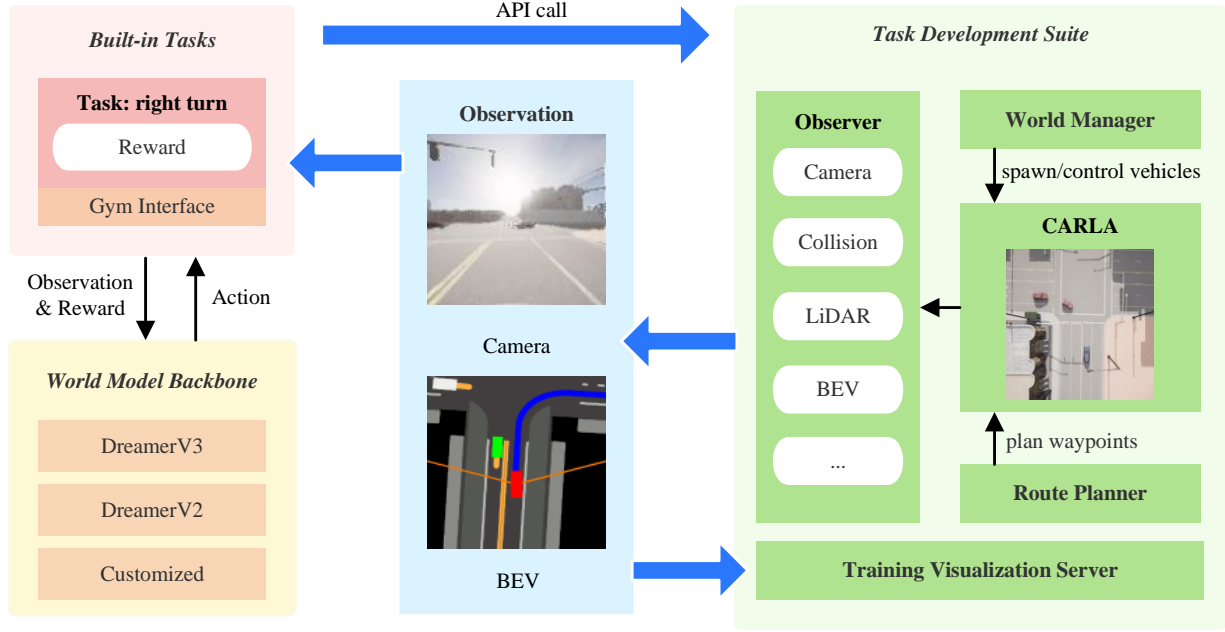 API call
Built-in Tasks
Task: right turn
Reward
Gym Interface
Observation
& Reward
Action
World Model Backbone
DreamerV3
DreamerV2
Customized
Observation
Camera
BEV
Task Development Suite
Observer
Camera
Collision
LiDAR
BEV
...
World Manager
spawn/control vehicles
CARLA
plan waypoints
Route Planner
Training Visualization Server